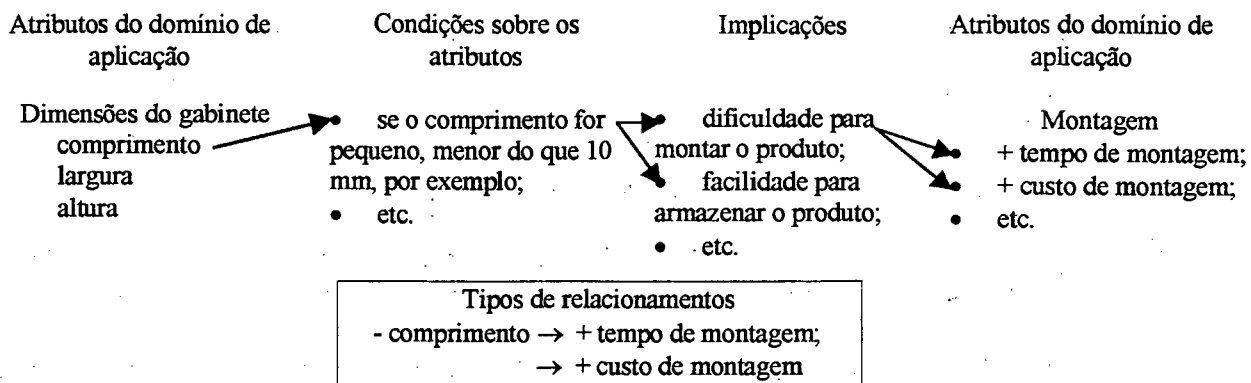 Atributos do domínio de aplicação
Dimensões do gabinete
comprimento
largura
altura
Condições sobre os atributos
• se o comprimento for
pequeno, menor do que 10
mm, por exemplo;
• etc.
Implicações
• dificuldade para
montar o produto;
• facilidade para
armazenar o produto;
• etc.
Atributos do domínio de
aplicação
Montagem
• + tempo de montagem;
• + custo de montagem;
• etc.
Tipos de relacionamentos
- comprimento → + tempo de montagem;
→ + custo de montagem